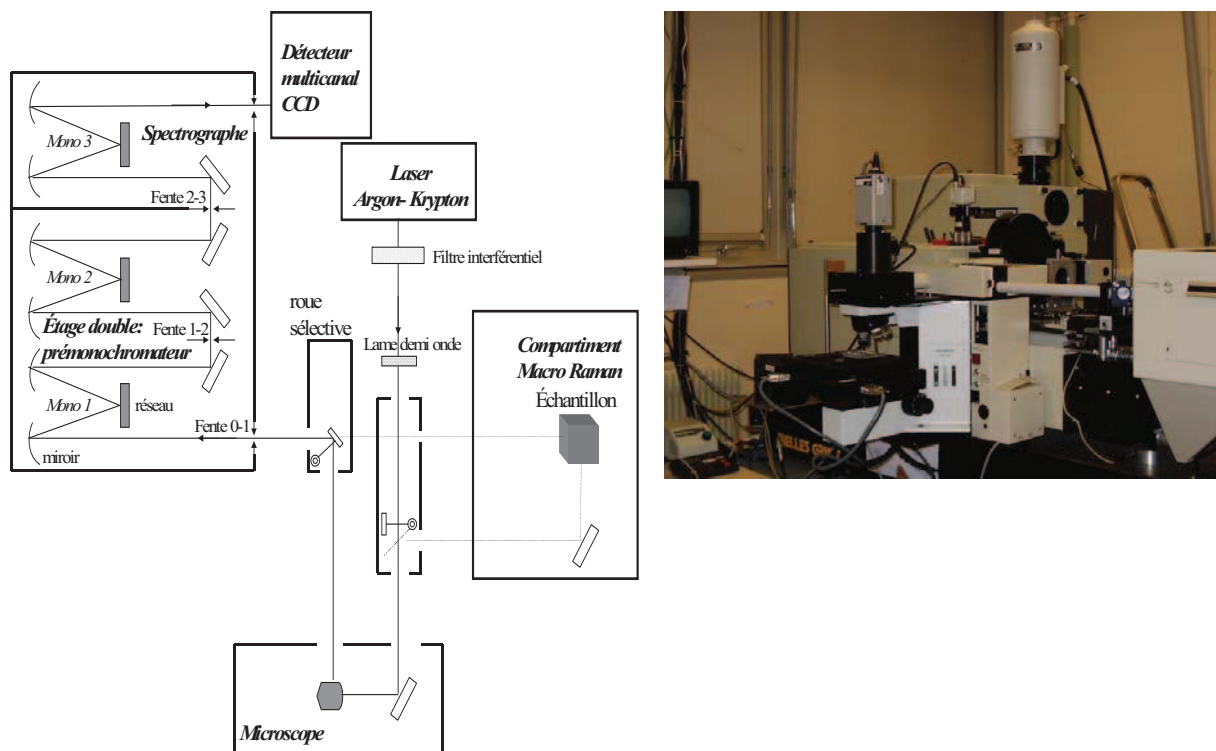 Détecteur
multicanal
CCD
Mono 3
Spectrographe
Laser
Argon- Krypton
Fente 2-3
Filtre interférentiel
Mono 2
roue
sélective
Étage double:
Fente 1-2
prémonochromateur
Lame demi onde
Compartiment
Macro Raman
Échantillon
Mono 1
réseau
Fente 0-1
miroir
Microscope